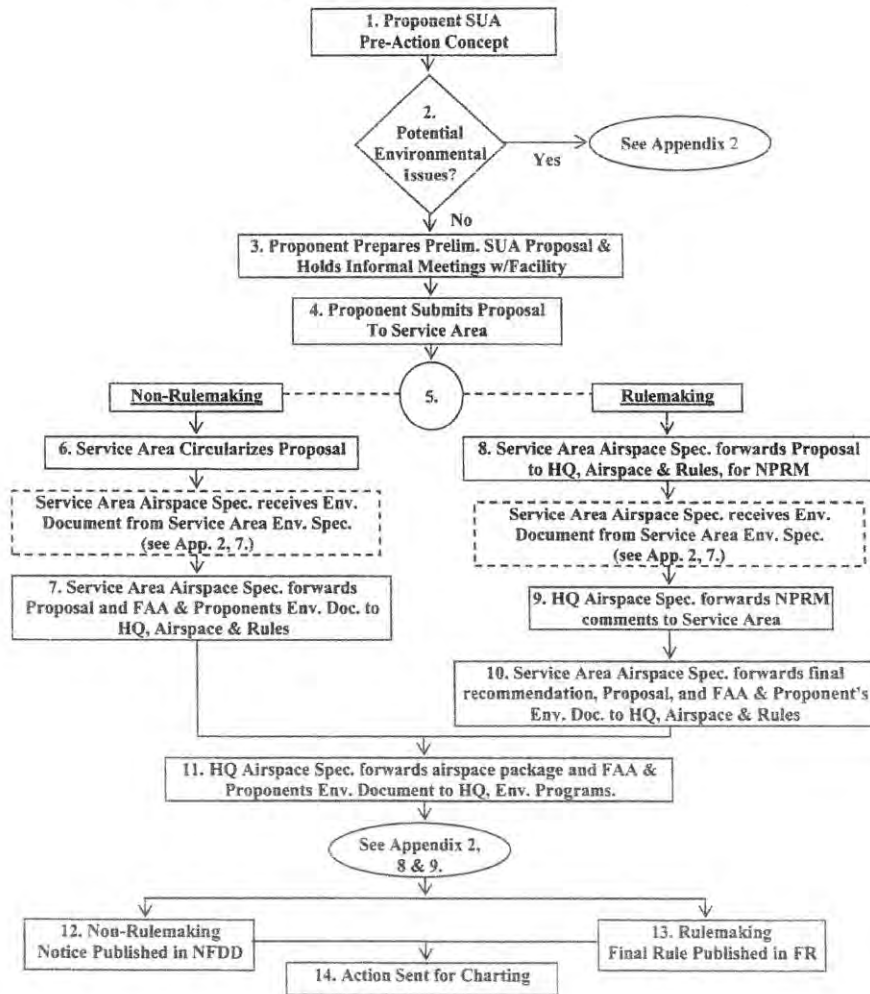 1. Proponent SUA
Pre-Action Concept
2.
Potential
Environmental
Issues?
Yes
See Appendix 2
No
3. Proponent Prepares Prelim. SUA Proposal &
Holds Informal Meetings w/Facility
4. Proponent Submits Proposal
To Service Area
5.
Non-Rulemaking
6. Service Area Circularizes Proposal
Service Area Airspace Spec. receives Env.
Document from Service Area Env. Spec.
(see App. 2, 7.)
7. Service Area Airspace Spec. forwards
Proposal and FAA & Proponents Env. Doc. to
HQ, Airspace & Rules
Rulemaking
8. Service Area Airspace Spec. forwards Proposal
to HQ, Airspace & Rules, for NPRM
Service Area Airspace Spec. receives Env.
Document from Service Area Env. Spec.
(see App. 2, 7.)
9. HQ Airspace Spec. forwards NPRM
comments to Service Area
10. Service Area Airspace Spec. forwards final
recommendation, Proposal, and FAA & Proponent's
Env. Doc. to HQ, Airspace & Rules
11. HQ Airspace Spec. forwards airspace package and FAA &
Proponents Env. Document to HQ, Env. Programs.
See Appendix 2,
8 & 9.
12. Non-Rulemaking
Notice Published in NFDD
13. Rulemaking
Final Rule Published in FR
14. Action Sent for Charting